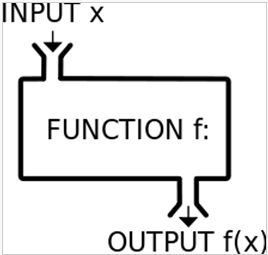 INPUT x
FUNCTION f:
OUTPUT f(x)